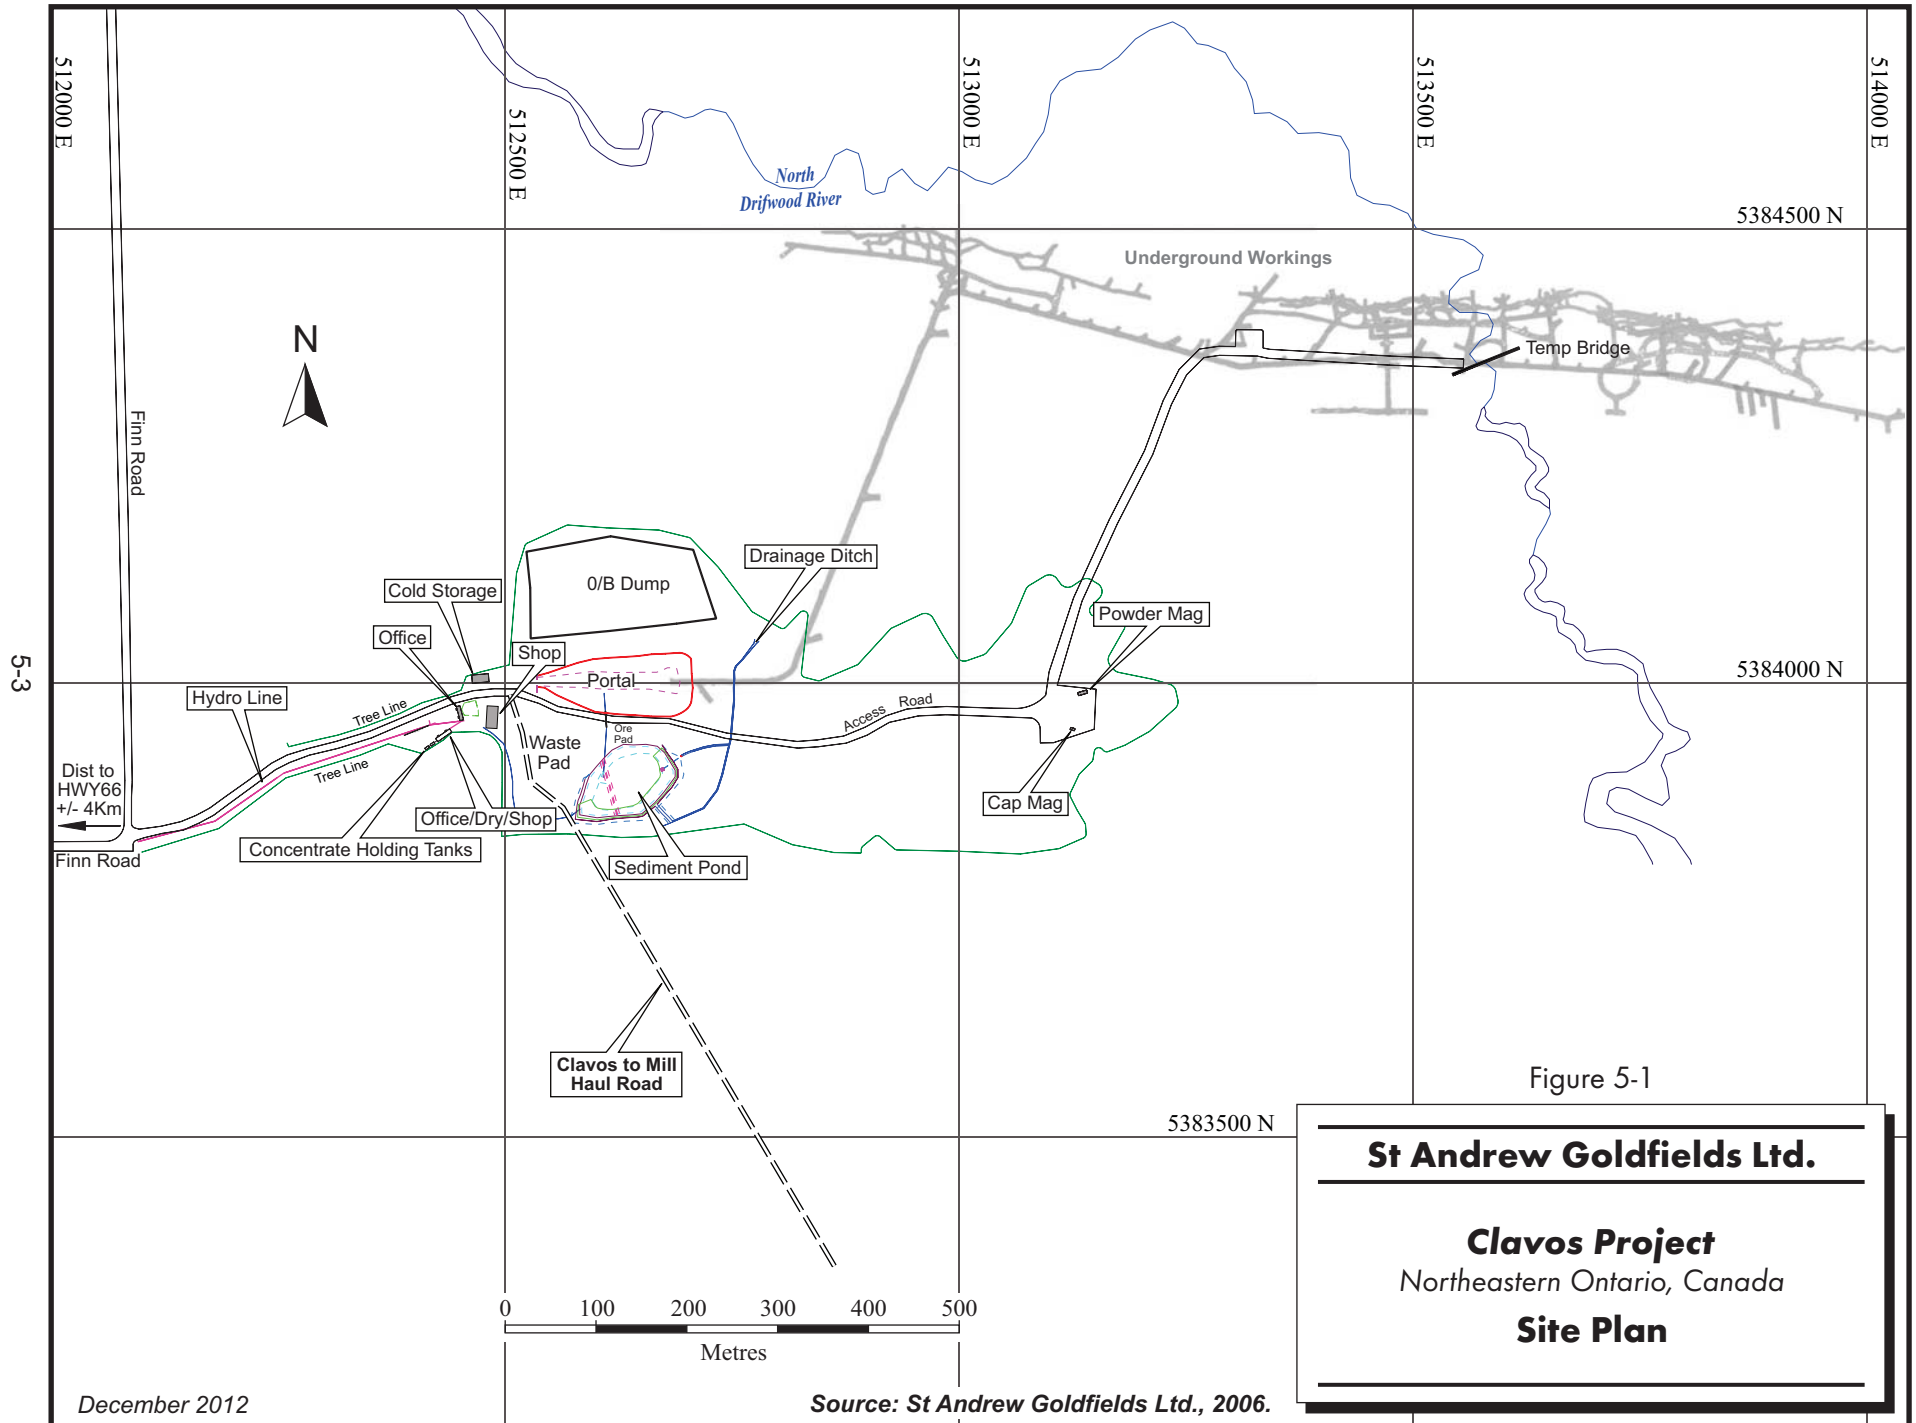 512000 E
512500 E
513000 E
513500 E
514000 E
North
Drifwood River
5384500 N
Underground Workings
Temp Bridge
N
Finn Road
Drainage Ditch
0/B Dump
Cold Storage
Powder Mag
Office
Shop
5-3
5384000 N
Portal
Hydro Line
Tree Line
Access Road
Ore
Pad
Waste
Pad
Tree Line
Dist to
HWY66
+/- 4Km
Cap Mag
Office/Dry/Shop
Concentrate Holding Tanks
Finn Road
Sediment Pond
Clavos to Mill
Haul Road
Figure 5-1
5383500 N
St Andrew Goldfields Ltd.
Clavos Project
Northeastern Ontario, Canada
Site Plan
0 100 200 300 400 500
Metres
December 2012
Source: St Andrew Goldfields Ltd., 2006.